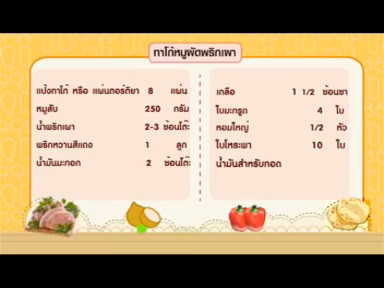 ทาโก้หมูผัดพริกเผา
แป้งทาโก้ หรือ แผ่นตอร์ติยา 8 แผ่น
หมูสับ 250 กรัม
น้ำพริกเผา 2-3 ช้อนโต๊ะ
พริกหวานสีแดง 1 ลูก
น้ำมันมะกอก 2 ช้อนโต๊ะ
เกลือ 1 1/2 ช้อนชา
ใบมะกรูด 4 ใบ
หอมใหญ่ 1/2 หัว
ใบโหระพา 10 ใบ
น้ำมันสำหรับทอด